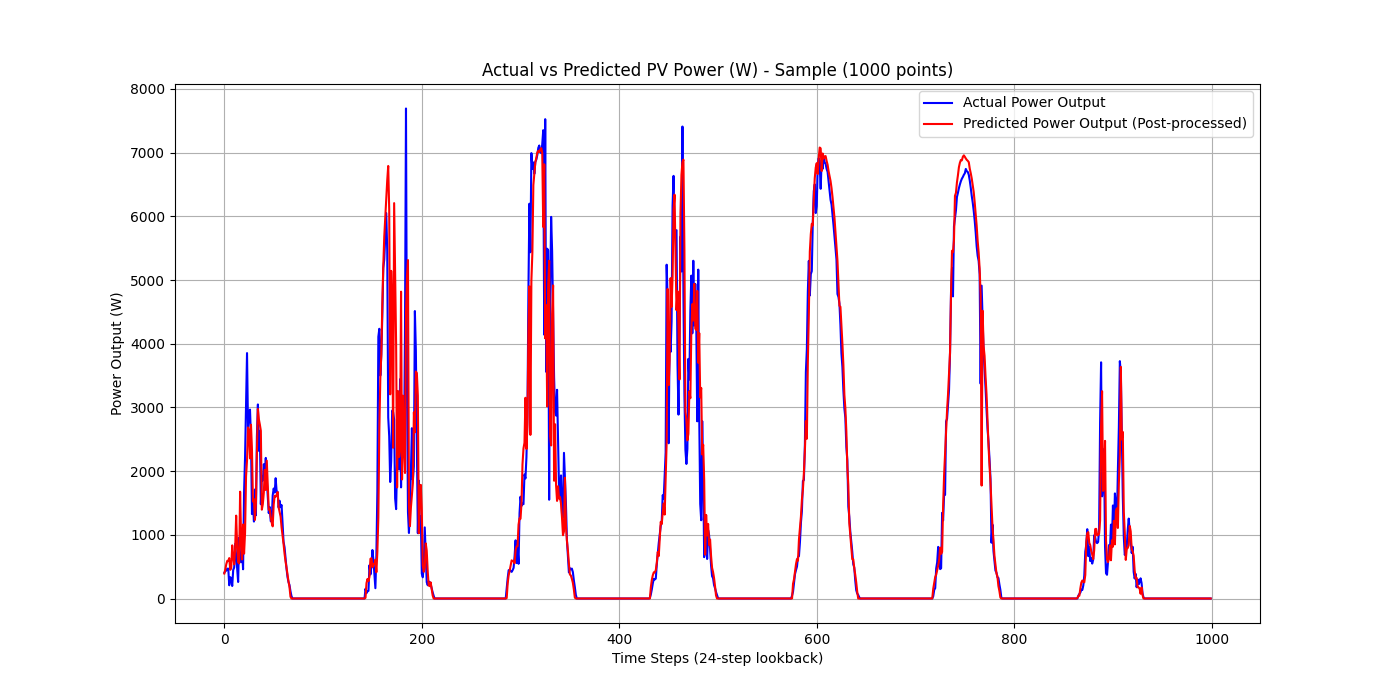 Actual vs Predicted PV Power (W) - Sample (1000 points)
Actual Power Output
Predicted Power Output (Post-processed)
Power Output (W)
8000
7000
6000
5000
4000
3000
2000
1000
0
0 200 400 600 800 1000
Time Steps (24-step lookback)